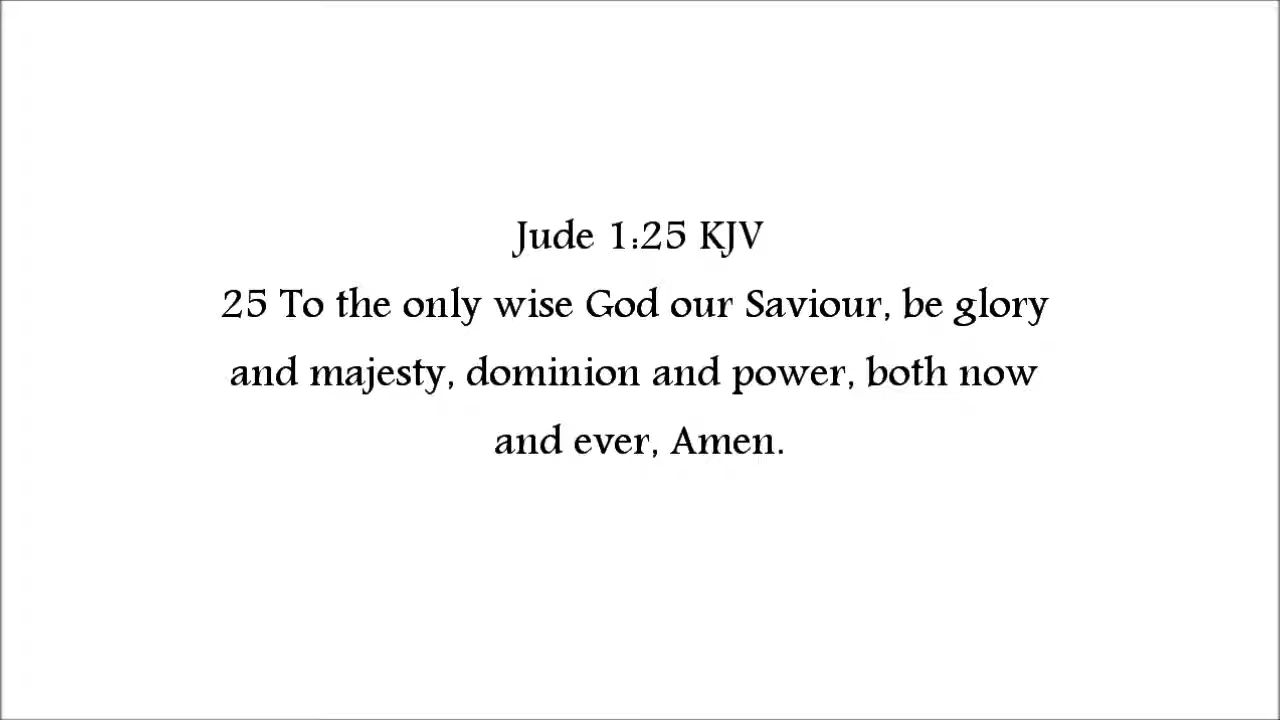 Jude 1:25 KJV
25 To the only wise God our Saviour, be glory
and majesty, dominion and power, both now
and ever, Amen.